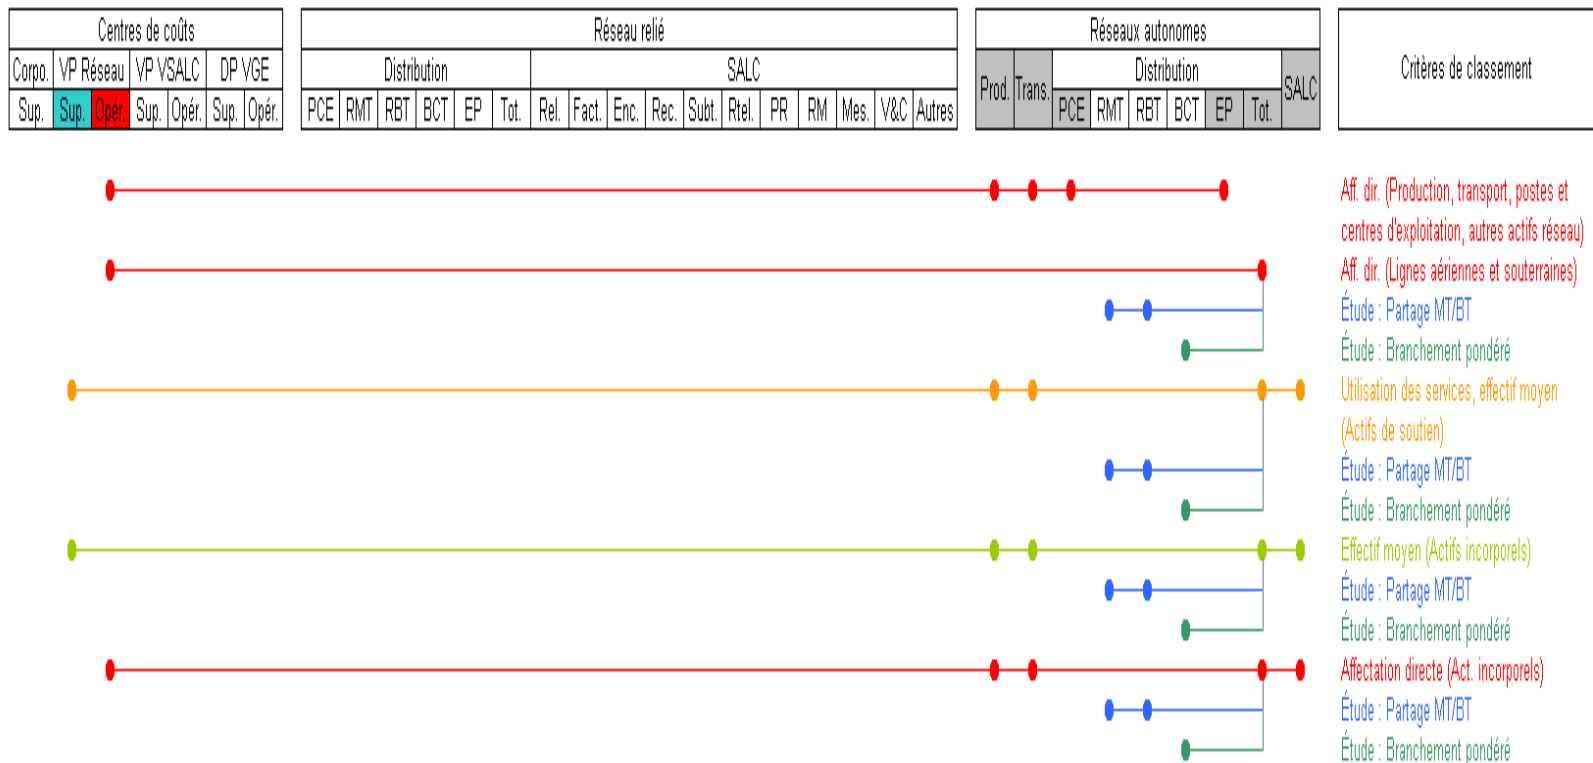 Centres de coûts Réseau relié Réseaux autonomes Critères de classement
Corpo. VP Réseau VP VSALC DP VGE Distribution SALC Prod. Trans. Distribution SALC
Sup. Sup. Opér. Sup. Opér. Sup. Opér. PCE RMT RBT BCT EP Tot. Rel. Fact. Enc. Rec. Subt. Rtel. PR RM Mes. V&C Autres PCE RMT RBT BCT EP Tot.
Aff. dir. (Production, transport, postes et
centres d'exploitation, autres actifs réseau)
Aff. dir. (Lignes aériennes et souterraines)
Étude : Partage MT/BT
Étude : Branchement pondéré
Utilisation des services, effectif moyen
(Actifs de soutien)
Étude : Partage MT/BT
Étude : Branchement pondéré
Effectif moyen (Actifs incorporels)
Étude : Partage MT/BT
Étude : Branchement pondéré
Affectation directe (Act. incorporels)
Étude : Partage MT/BT
Étude : Branchement pondéré